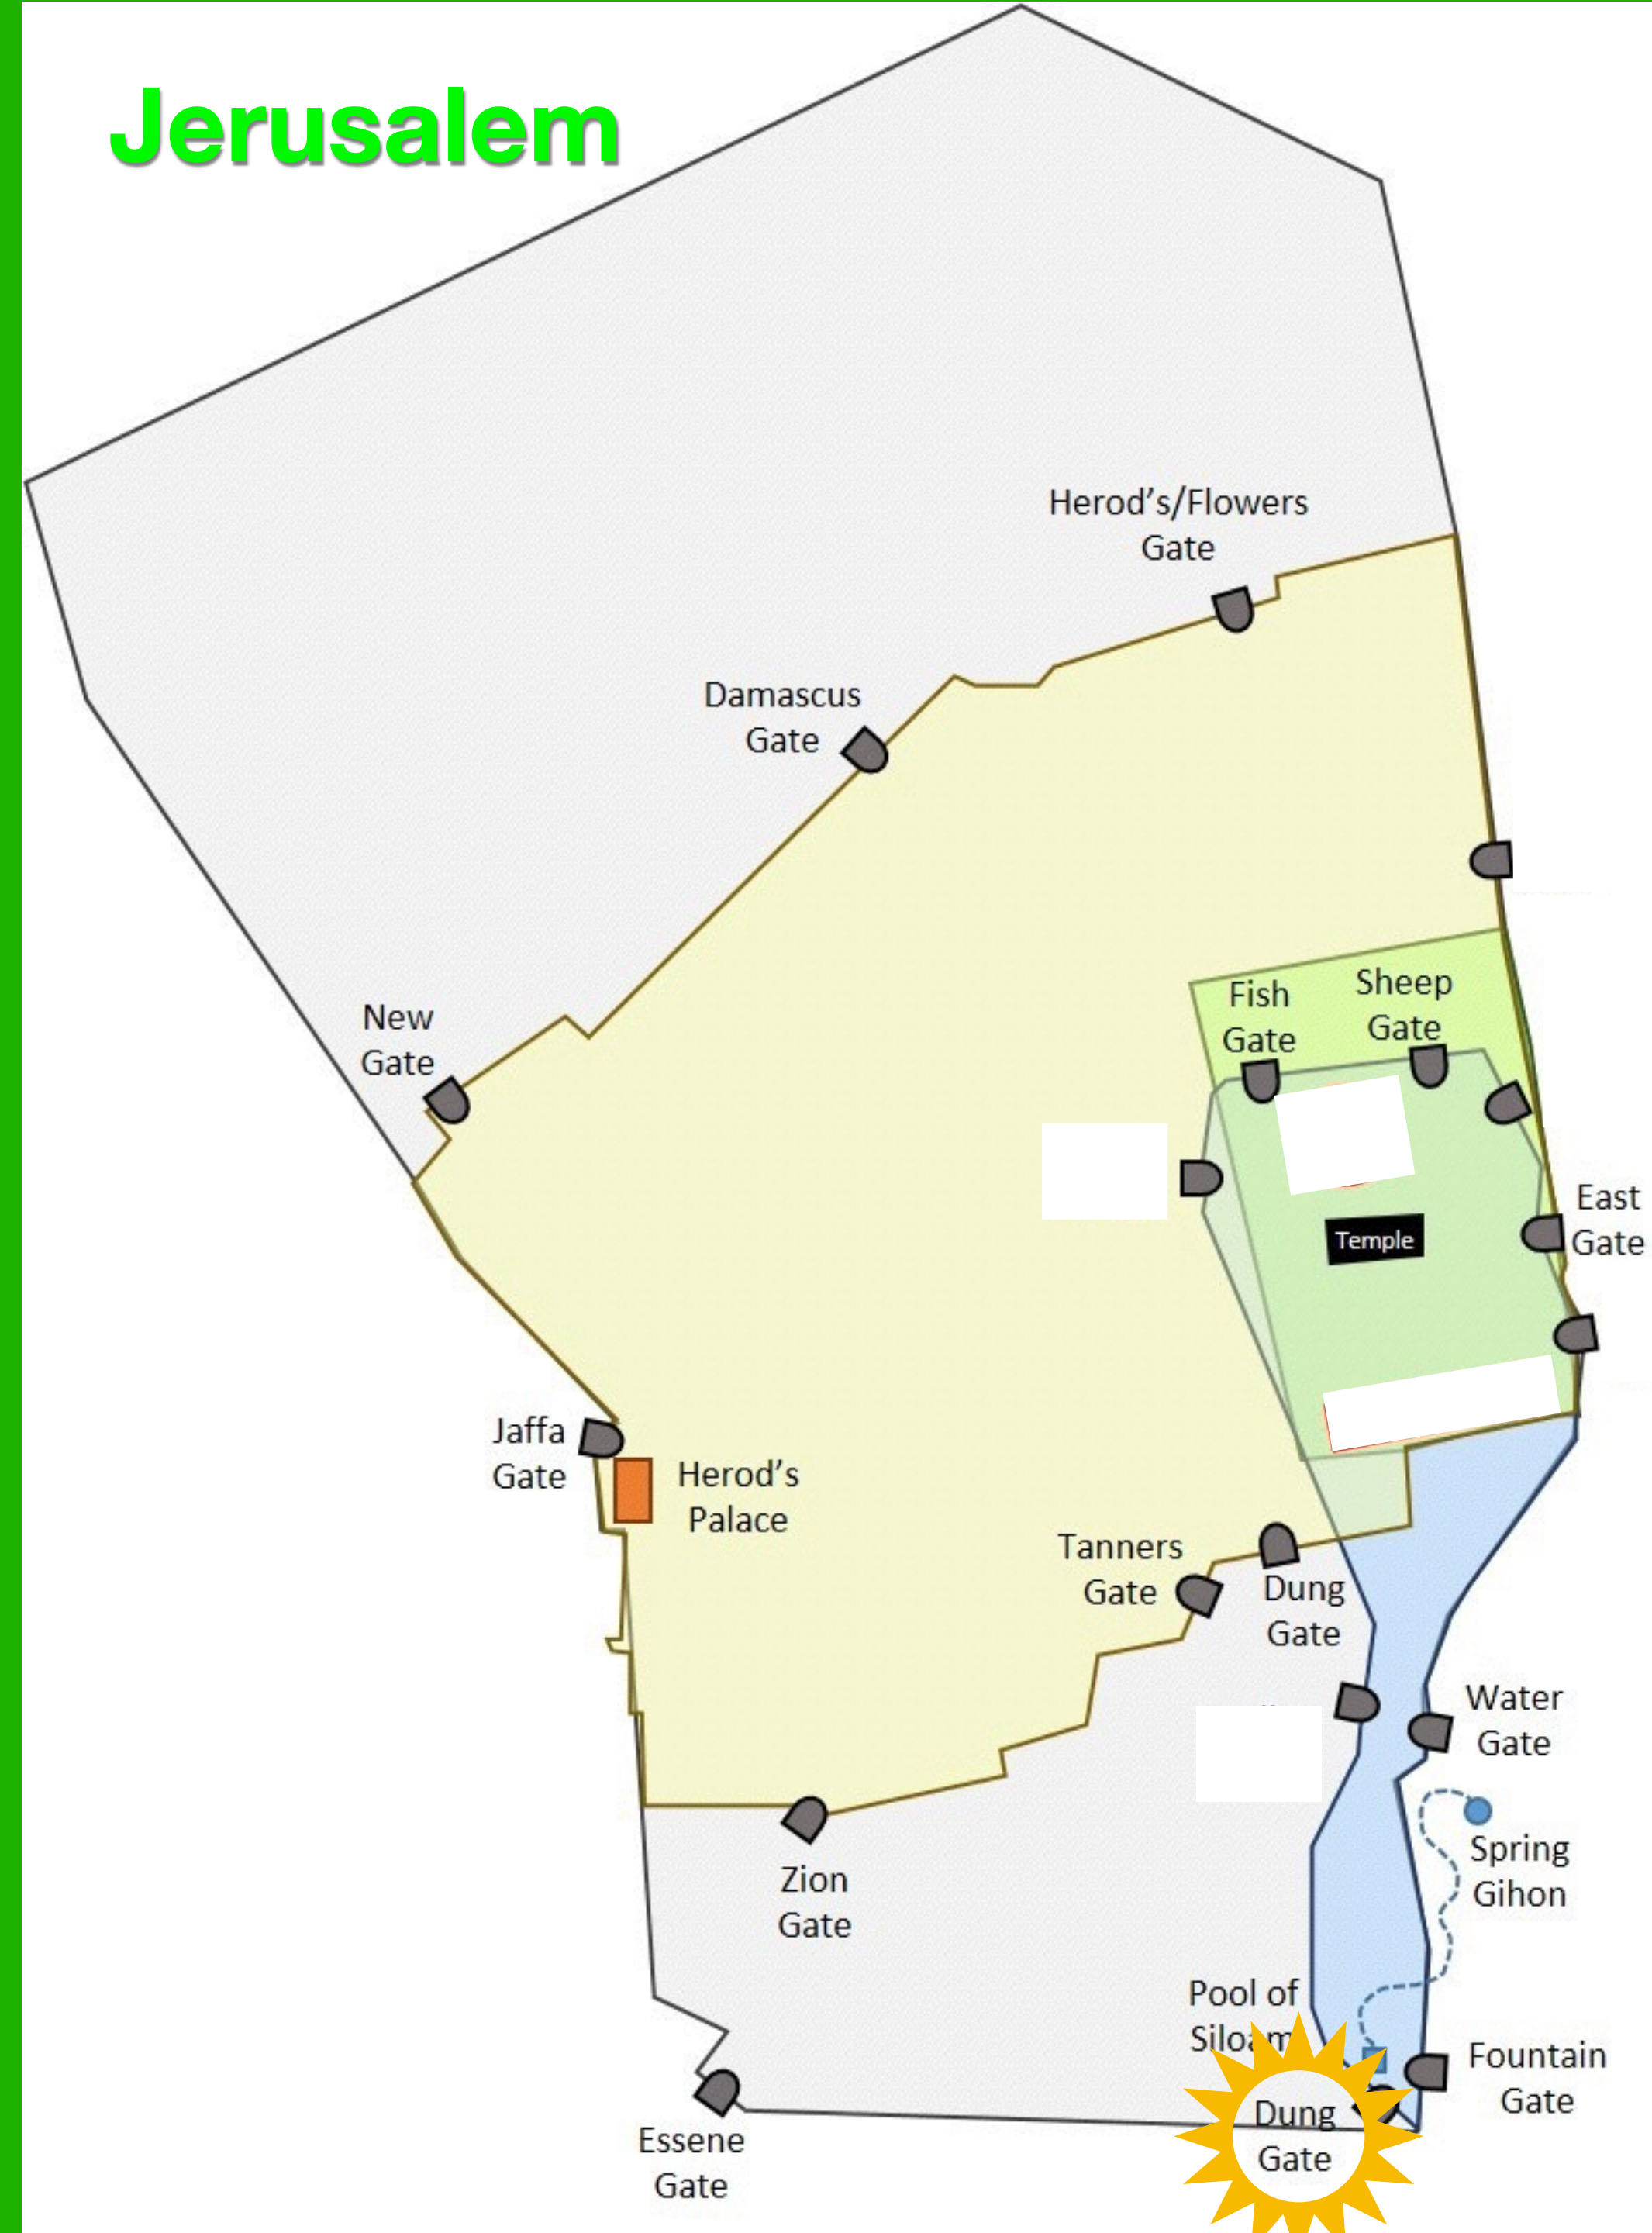 Jerusalem
Herod's/Flowers
Gate
Damascus
Gate
Fish
Gate
Sheep
Gate
New
Gate
East
Gate
Temple
Jaffa
Gate
Herod's
Palace
Tanners
Gate
Dung
Gate
Water
Gate
Spring
Gihon
Zion
Gate
Pool of
Siloam
Fountain
Gate
Dung
Gate
Essene
Gate